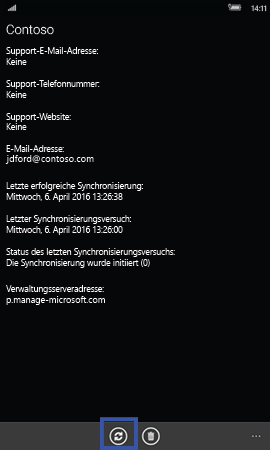 14:11
Contoso
Support-E-Mail-Adresse:
Keine
Support-Telefonnummer:
Keine
Support-Website:
Keine
E-Mail-Adresse:
jdford@contoso.com
Letzte erfolgreiche Synchronisierung:
Mittwoch, 6. April 2016 13:26:38
Letzter Synchronisierungsversuch:
Mittwoch, 6. April 2016 13:26:00
Status des letzten Synchronisierungsversuchs:
Die Synchronisierung wurde initiiert (0)
Verwaltungsserveradresse:
p.manage-microsoft.com